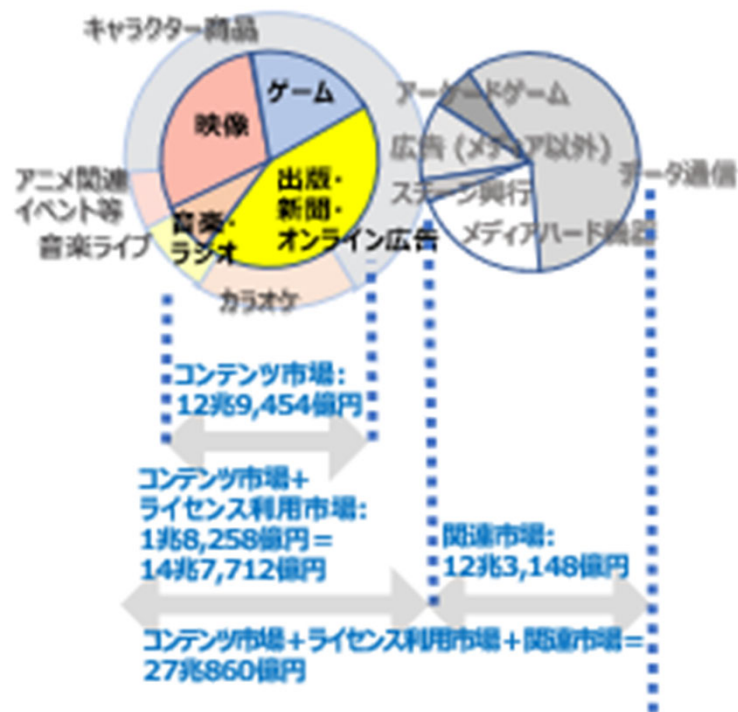 キャラクター商品
ゲーム
映像
アニメ関連
イベント等
音楽・
ラジオ
音楽ライブ
出版・
新聞・
オンライン広告
カラオケ
アーケードゲーム
広告 (メディア以外)
ステージ興行
メディアハード機器
データ通信
コンテンツ市場:
12兆9,454億円
コンテンツ市場+
ライセンス利用市場:
1兆8,258億円=
14兆7,712億円
関連市場:
12兆3,148億円
コンテンツ市場+ライセンス利用市場+関連市場=
27兆860億円